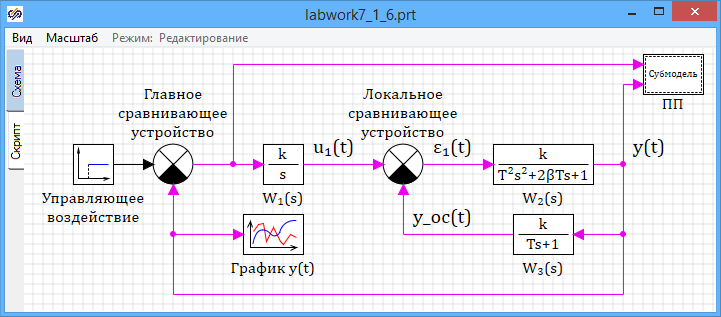 labwork7_1_6.prt
Вид Масштаб Режим: Редактирование
Схема
Скрипт
Субмодель
ПП
Главное
сравнивающее
устройство
Локальное
сравнивающее
устройство
Управляющее
воздействие
k
s
W₁(s)
u₁(t)
ε₁(t)
k
T²s²+2βTs+1
W₂(s)
y(t)
График y(t)
y_oc(t)
k
Ts+1
W₃(s)